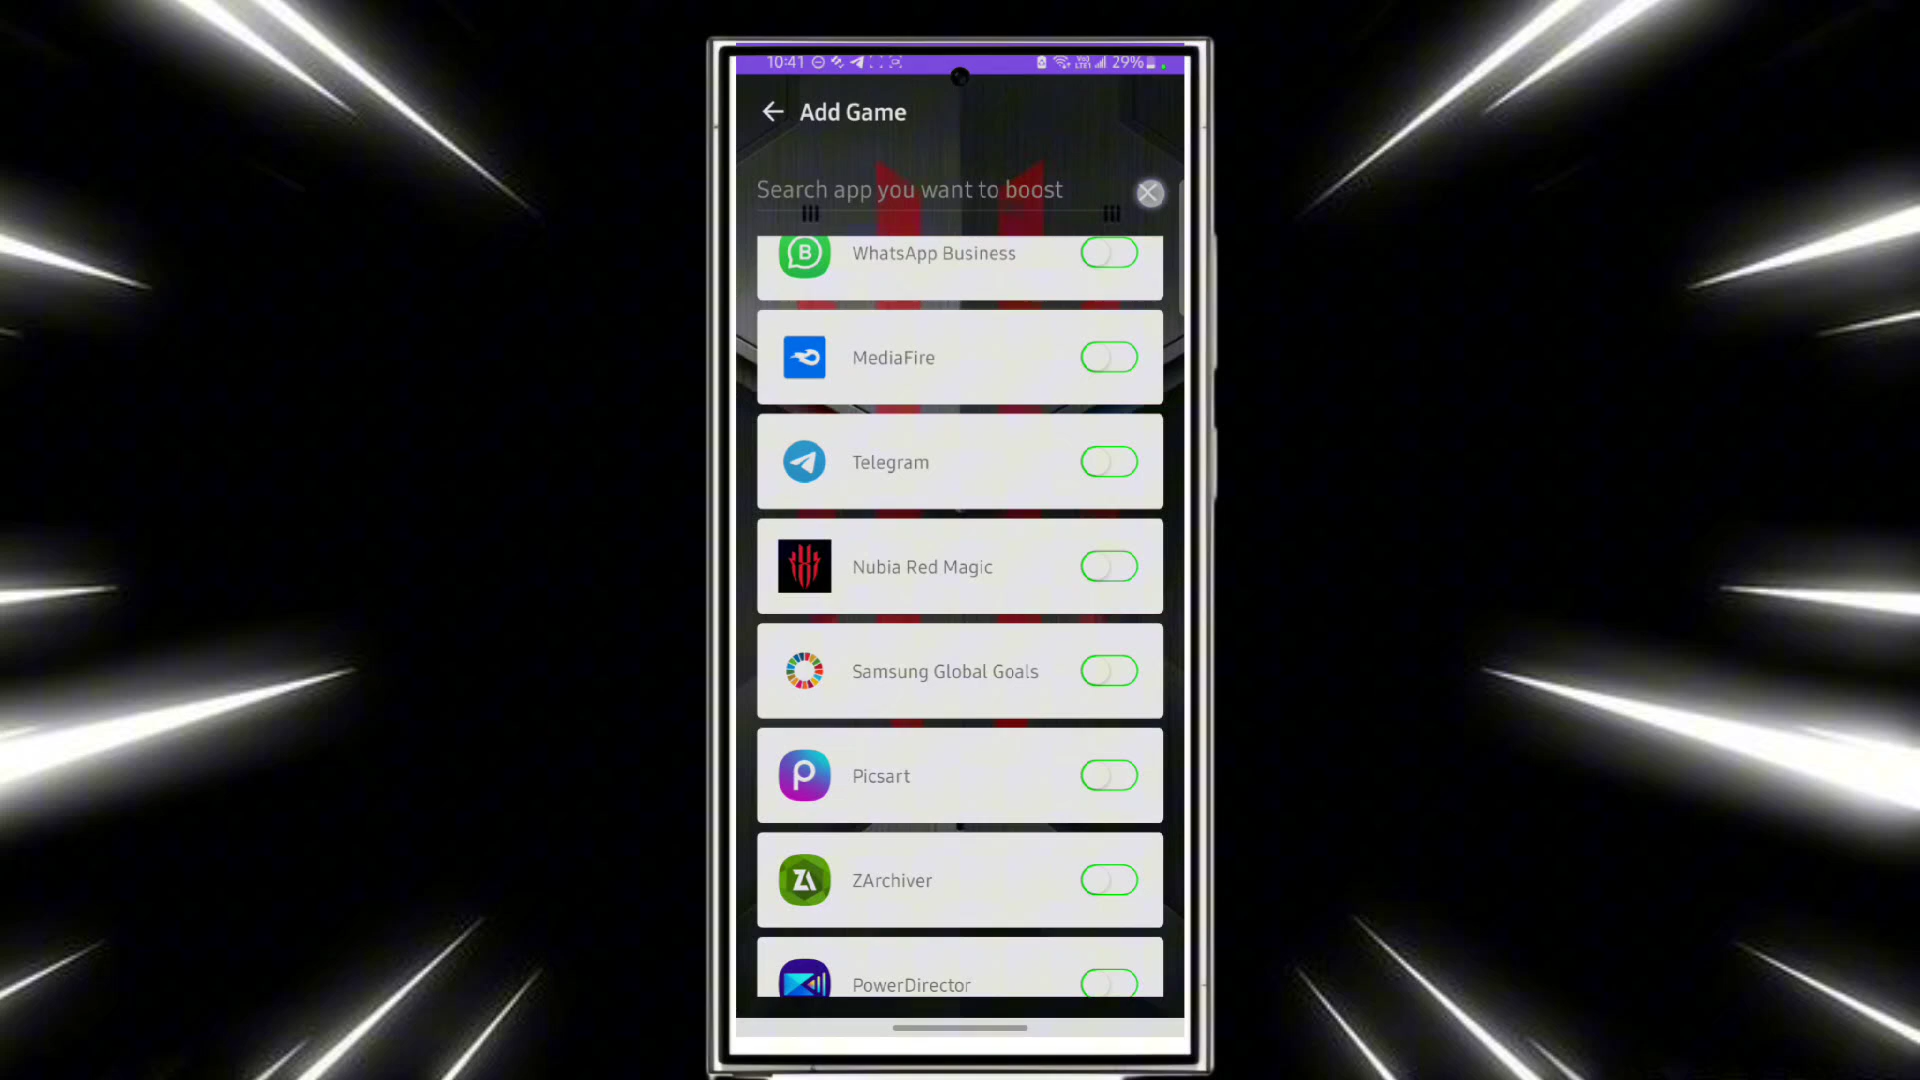 10:41 29%
Add Game
Search app you want to boost
WhatsApp Business
MediaFire
Telegram
Nubia Red Magic
Samsung Global Goals
Picsart
ZArchiver
PowerDirector